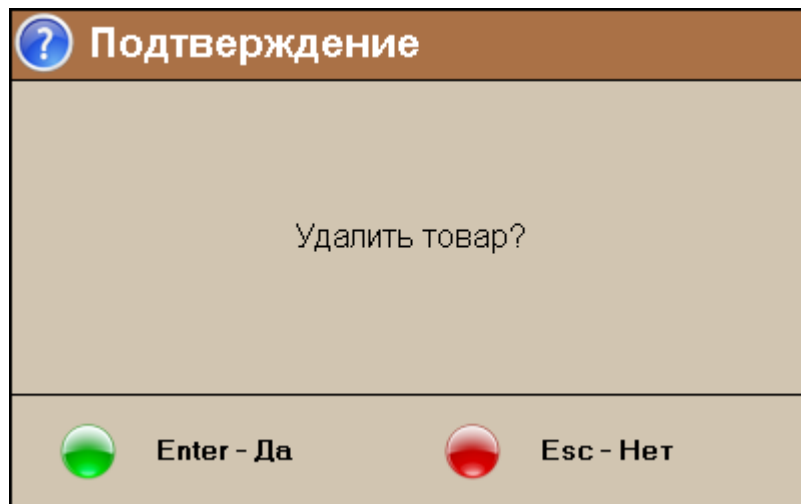 Подтверждение
Удалить товар?
Enter - Да
Esc - Нет